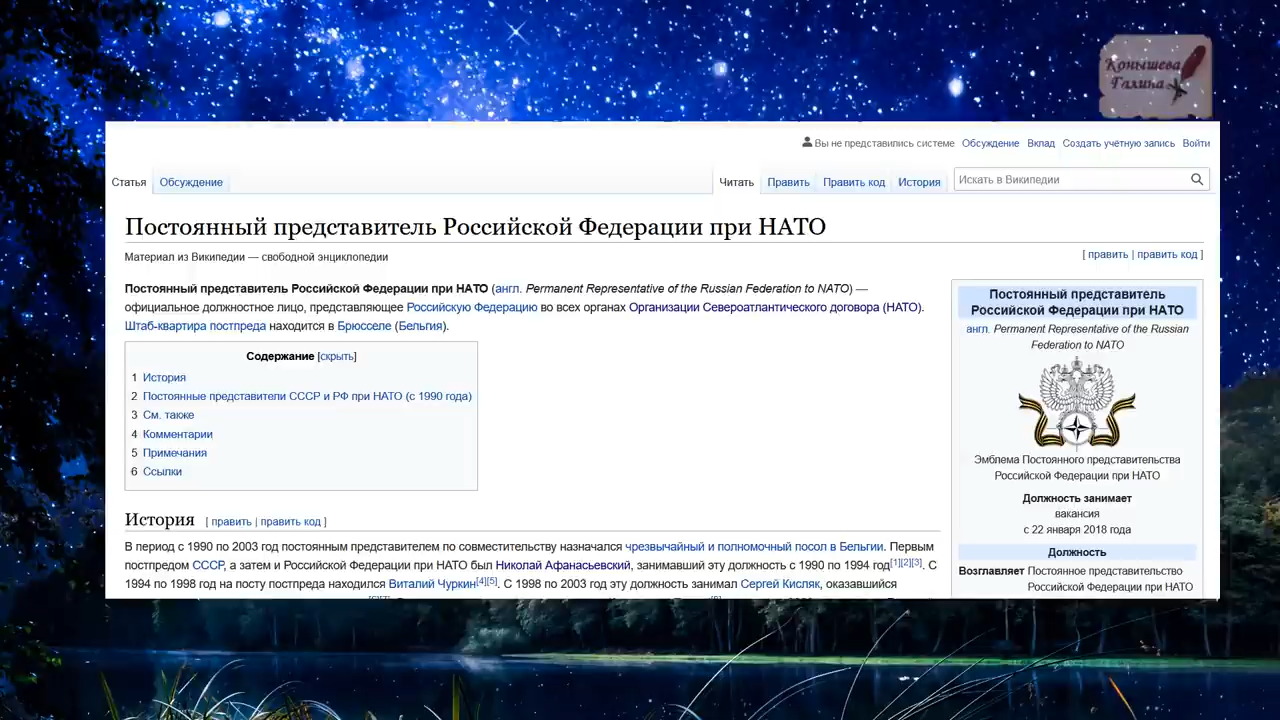 Конышева
Галина
Вы не представились системе Обсуждение Вклад Создать учётную запись Войти
Статья Обсуждение Читать Править Править код История Искать в Википедии
Постоянный представитель Российской Федерации при НАТО
Материал из Википедии — свободной энциклопедии
[ править | править код ]
Постоянный представитель Российской Федерации при НАТО (англ. Permanent Representative of the Russian Federation to NATO) —
официальное должностное лицо, представляющее Российскую Федерацию во всех органах Организации Североатлантического договора (НАТО).
Штаб-квартира постпреда находится в Брюсселе (Бельгия).
Содержание [скрыть]
1 История
2 Постоянные представители СССР и РФ при НАТО (с 1990 года)
3 См. также
4 Комментарии
5 Примечания
6 Ссылки
История [ править | править код ]
В период с 1990 по 2003 год постоянным представителем по совместительству назначался чрезвычайный и полномочный посол в Бельгии. Первым
постпредом СССР, а затем и Российской Федерации при НАТО был Николай Афанасьевский, занимавший эту должность с 1990 по 1994 год[1][2][3]. С
1994 по 1998 год на посту постпреда находился Виталий Чуркин[4][5]. С 1998 по 2003 год эту должность занимал Сергей Кисляк, оказавшийся
Постоянный представитель
Российской Федерации при НАТО
англ. Permanent Representative of the Russian
Federation to NATO
Эмблема Постоянного представительства
Российской Федерации при НАТО
Должность занимает
вакансия
с 22 января 2018 года
Должность
Возглавляет Постоянное представительство
Российской Федерации при НАТО